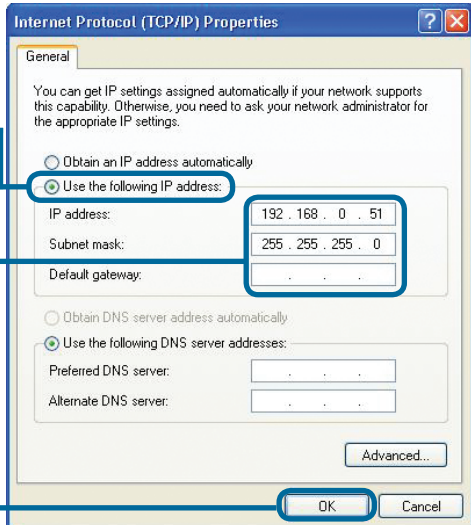 Internet Protocol (TCP/IP) Properties
General
You can get IP settings assigned automatically if your network supports
this capability. Otherwise, you need to ask your network administrator for
the appropriate IP settings.
Obtain an IP address automatically
Use the following IP address:
IP address: 192 . 168 . 0 . 51
Subnet mask: 255 . 255 . 255 . 0
Default gateway: . . .
Obtain DNS server address automatically
Use the following DNS server addresses:
Preferred DNS server: . . .
Alternate DNS server: . . .
Advanced...
OK Cancel